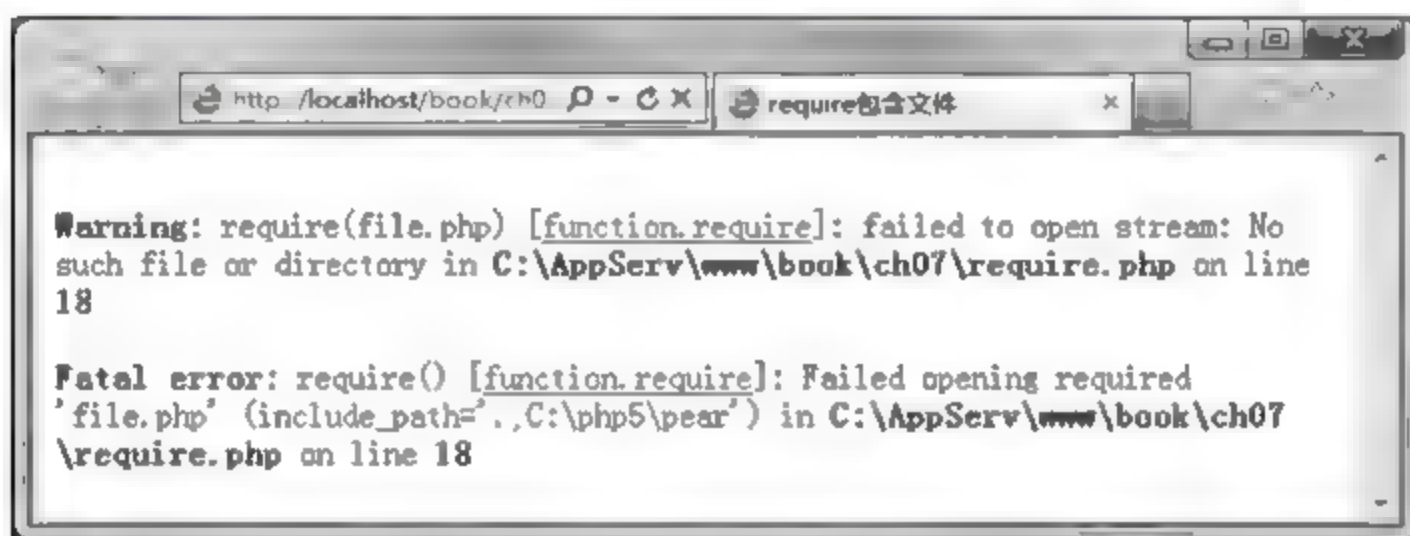 http /localhost/book/ch0
require包含文件
Warning: require(file.php) [function.require]: failed to open stream: No
such file or directory in C:\AppServ\www\book\ch07\require.php on line
18
Fatal error: require() [function.require]: Failed opening required
'file.php' (include_path='.,C:\php5\pear') in C:\AppServ\www\book\ch07
\require.php on line 18